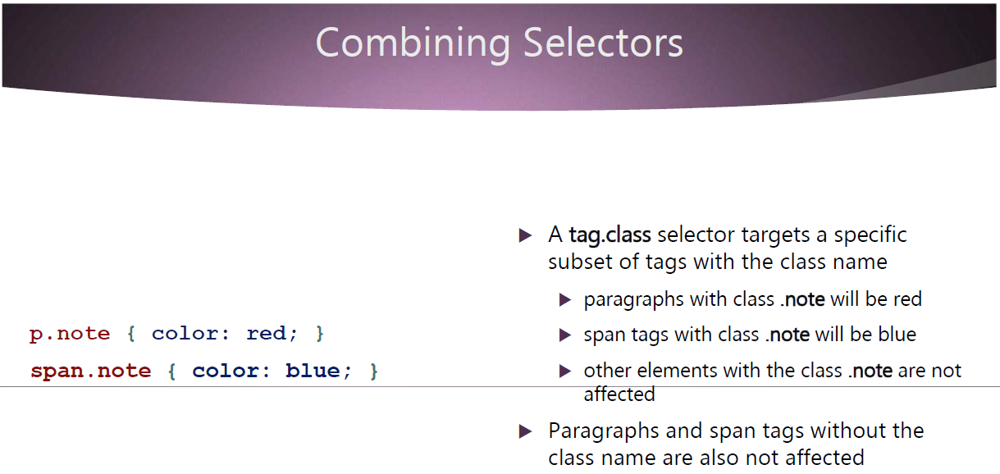 Combining Selectors
p.note { color: red; }
span.note { color: blue; }
A tag.class selector targets a specific
subset of tags with the class name
paragraphs with class .note will be red
span tags with class .note will be blue
other elements with the class .note are not
affected
Paragraphs and span tags without the
class name are also not affected